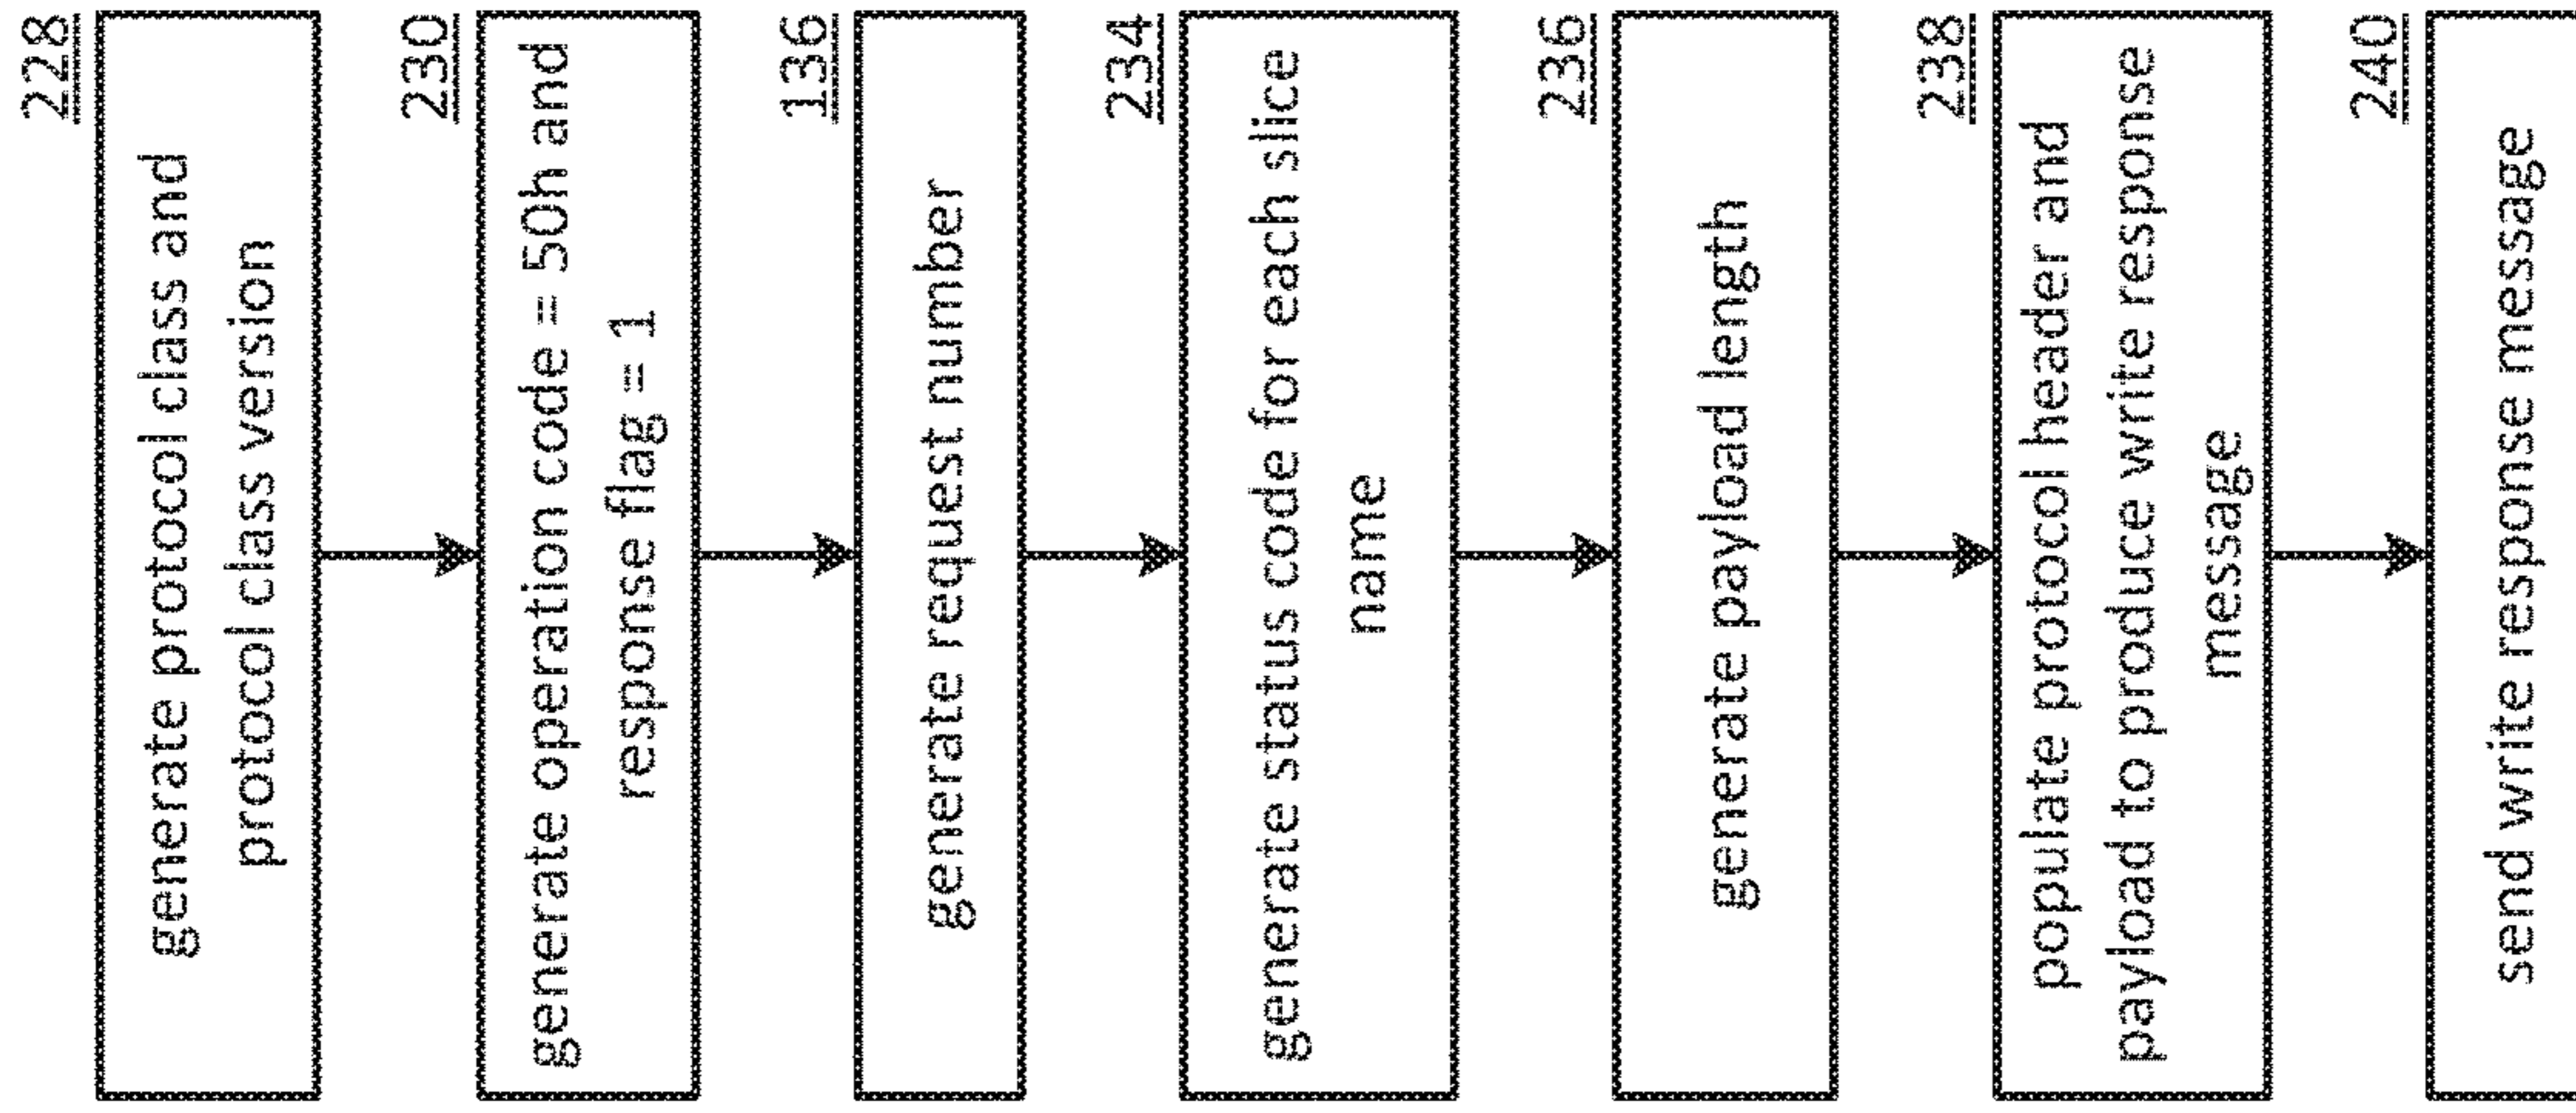 228
generate protocol class and
protocol class version
230
generate operation code = 50h and
response flag = 1
136
generate request number
234
generate status code for each slice
name
236
generate payload length
238
populate protocol header and
payload to produce write response
message
240
send write response message